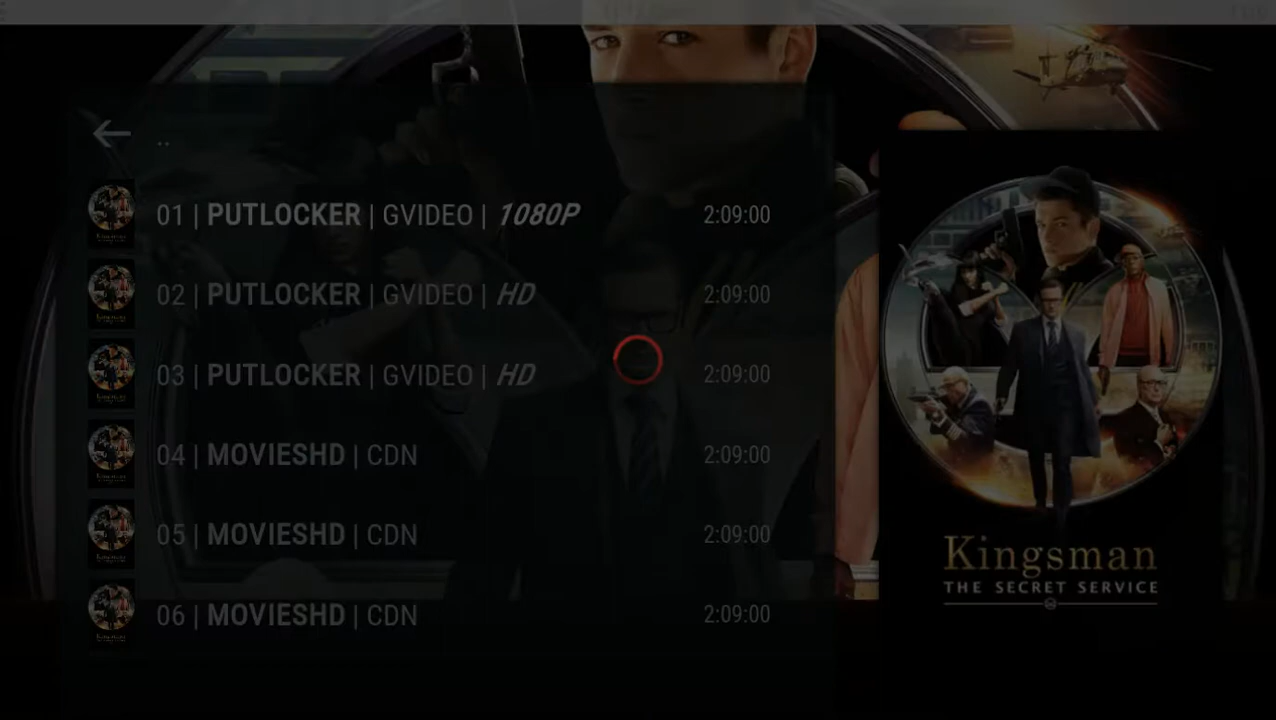 ..
01 | PUTLOCKER | GVIDEO | 1080P 2:09:00
02 | PUTLOCKER | GVIDEO | HD 2:09:00
03 | PUTLOCKER | GVIDEO | HD 2:09:00
04 | MOVIESHD | CDN 2:09:00
05 | MOVIESHD | CDN 2:09:00
06 | MOVIESHD | CDN 2:09:00
Kingsman
THE SECRET SERVICE